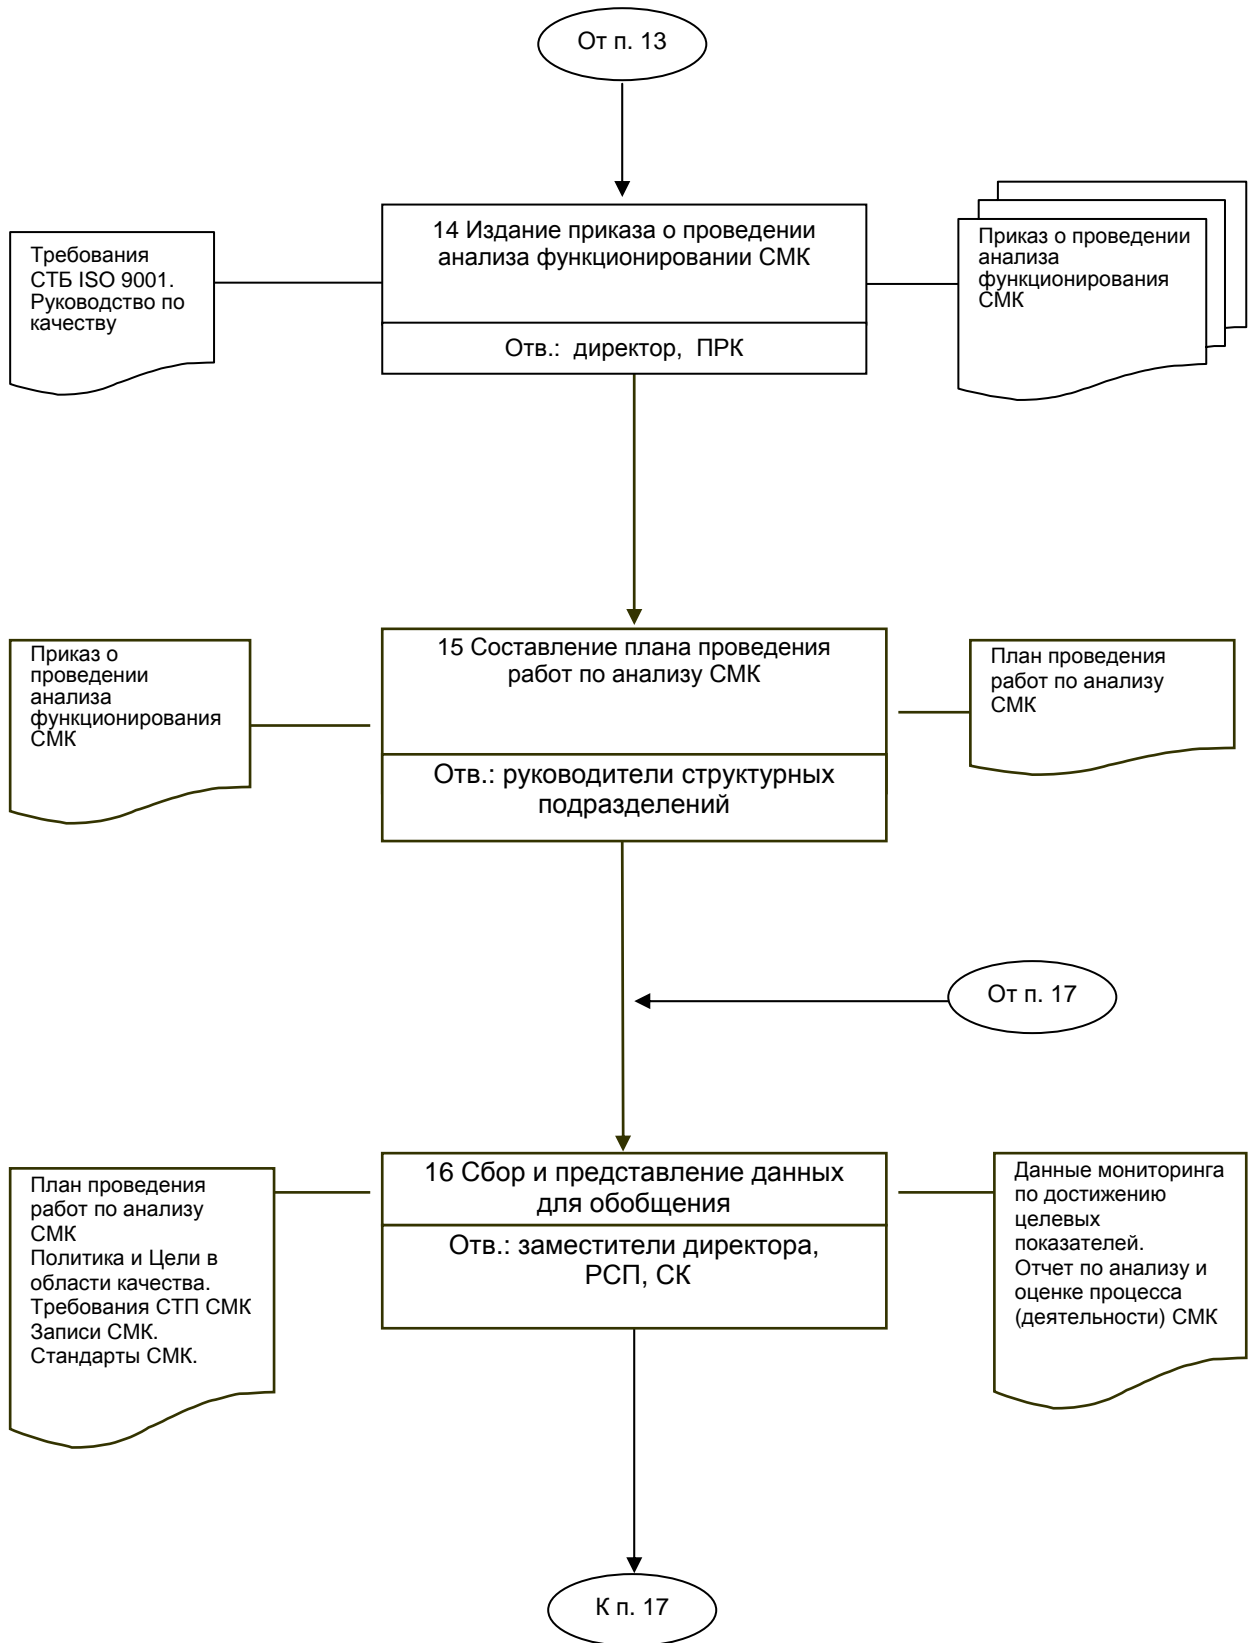 От п. 13
Требования
СТБ ISO 9001.
Руководство по
качеству
14 Издание приказа о проведении
анализа функционировании СМК
Отв.:  директор,  ПРК
Приказ о проведении
анализа
функционирования
СМК
Приказ о
проведении
анализа
функционирования
СМК
15 Составление плана проведения
работ по анализу СМК
Отв.: руководители структурных
подразделений
План проведения
работ по анализу
СМК
От п. 17
План проведения
работ по анализу
СМК
Политика и Цели в
области качества.
Требования СТП СМК
Записи СМК.
Стандарты СМК.
16 Сбор и представление данных
для обобщения
Отв.: заместители директора,
РСП, СК
Данные мониторинга
по достижению
целевых
показателей.
Отчет по анализу и
оценке процесса
(деятельности) СМК
К п. 17